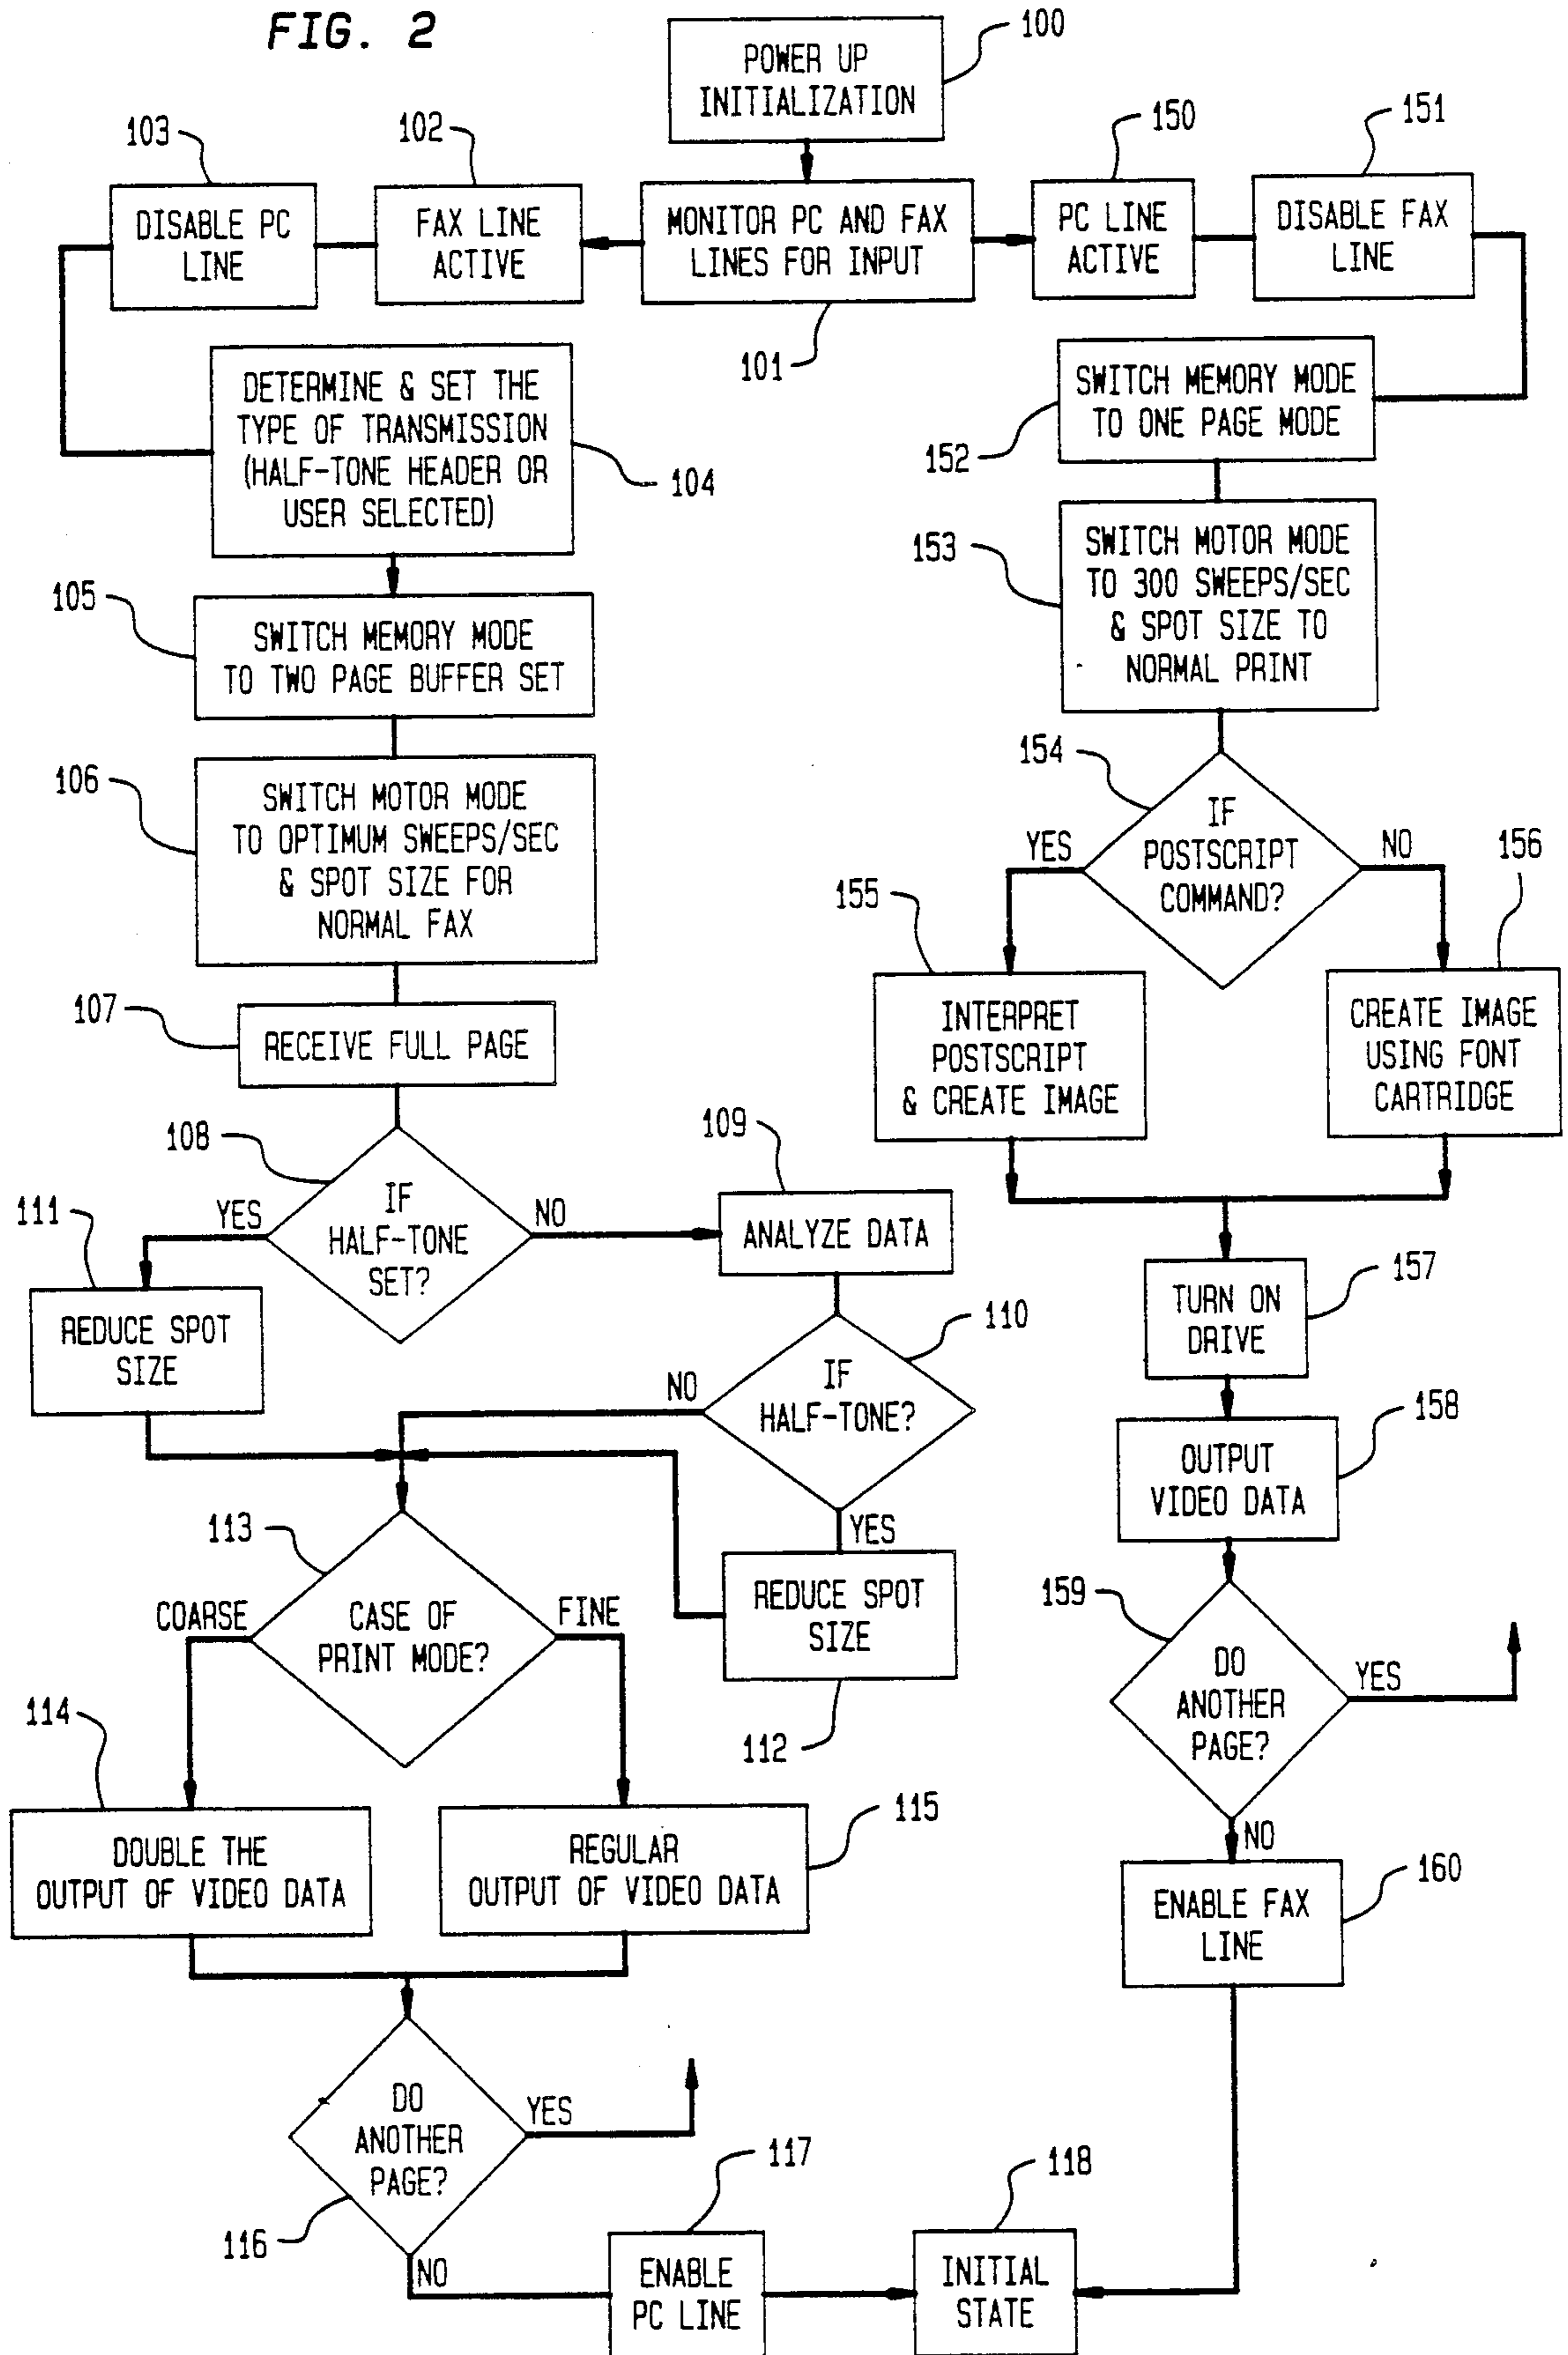 FIG. 2
100
POWER UP
INITIALIZATION
103
102
150
151
DISABLE PC
LINE
FAX LINE
ACTIVE
MONITOR PC AND FAX
LINES FOR INPUT
PC LINE
ACTIVE
DISABLE FAX
LINE
101
DETERMINE & SET THE
TYPE OF TRANSMISSION
(HALF-TONE HEADER OR
USER SELECTED)
104
SWITCH MEMORY MODE
TO ONE PAGE MODE
152
105
SWITCH MEMORY MODE
TO TWO PAGE BUFFER SET
153
SWITCH MOTOR MODE
TO 300 SWEEPS/SEC
& SPOT SIZE TO
NORMAL PRINT
106
SWITCH MOTOR MODE
TO OPTIMUM SWEEPS/SEC
& SPOT SIZE FOR
NORMAL FAX
154
IF
POSTSCRIPT
COMMAND?
YES
NO
155
156
107
RECEIVE FULL PAGE
INTERPRET
POSTSCRIPT
& CREATE IMAGE
CREATE IMAGE
USING FONT
CARTRIDGE
108
IF
HALF-TONE
SET?
YES
NO
109
ANALYZE DATA
111
REDUCE SPOT
SIZE
110
IF
HALF-TONE?
NO
YES
157
TURN ON
DRIVE
158
OUTPUT
VIDEO DATA
113
CASE OF
PRINT MODE?
COARSE
FINE
REDUCE SPOT
SIZE
112
159
DO
ANOTHER
PAGE?
YES
NO
114
DOUBLE THE
OUTPUT OF VIDEO DATA
REGULAR
OUTPUT OF VIDEO DATA
115
160
ENABLE FAX
LINE
DO
ANOTHER
PAGE?
YES
116
NO
117
ENABLE
PC LINE
118
INITIAL
STATE